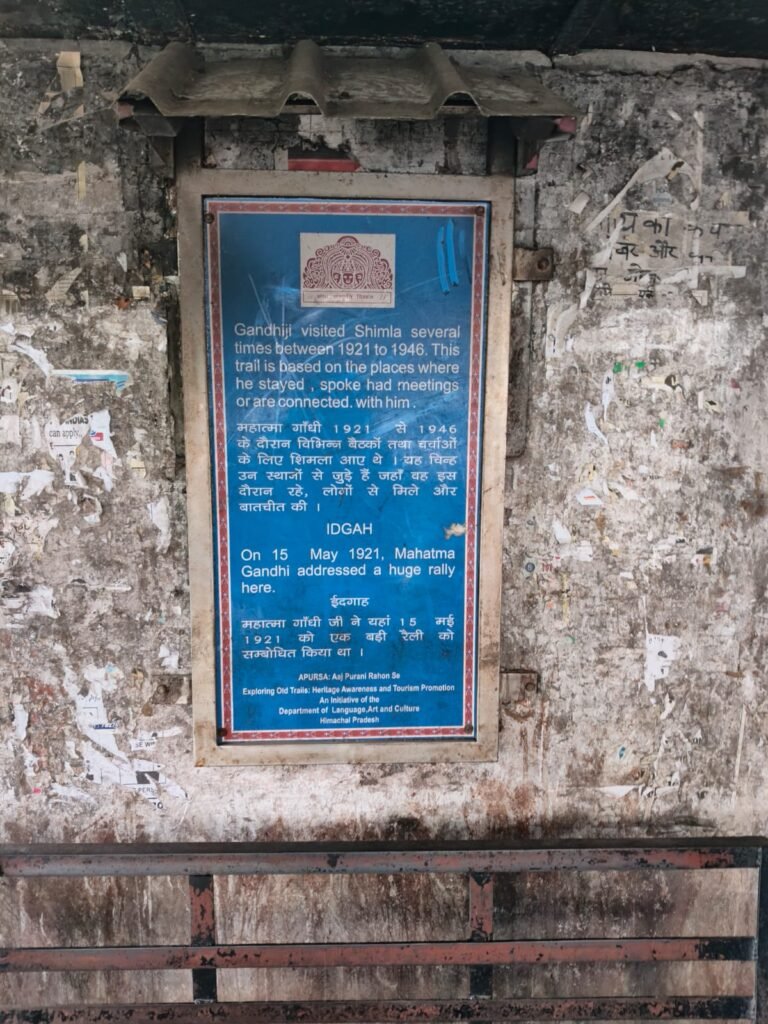 Gandhiji visited Shimla several
times between 1921 to 1946. This
trail is based on the places where
he stayed , spoke had meetings
or are connected. with him .
महात्मा गाँधी 1921 से 1946
के दौरान विभिन्न बैठकों तथा चर्चाओं
के लिए शिमला आए थे । यह चिन्ह
उन स्थानों से जुड़े हैं जहाँ वह इस
दौरान रहे, लोगों से मिले और
बातचीत की ।
IDGAH
On 15 May 1921, Mahatma
Gandhi addressed a huge rally
here.
ईदगाह
महात्मा गाँधी जी ने यहां 15 मई
1921 को एक बड़ी रैली को
सम्बोधित किया था ।
APURSA: Aaj Purani Rahon Se
Exploring Old Trails: Heritage Awareness and Tourism Promotion
An Initiative of the
Department of Language,Art and Culture
Himachal Pradesh
can apply
और